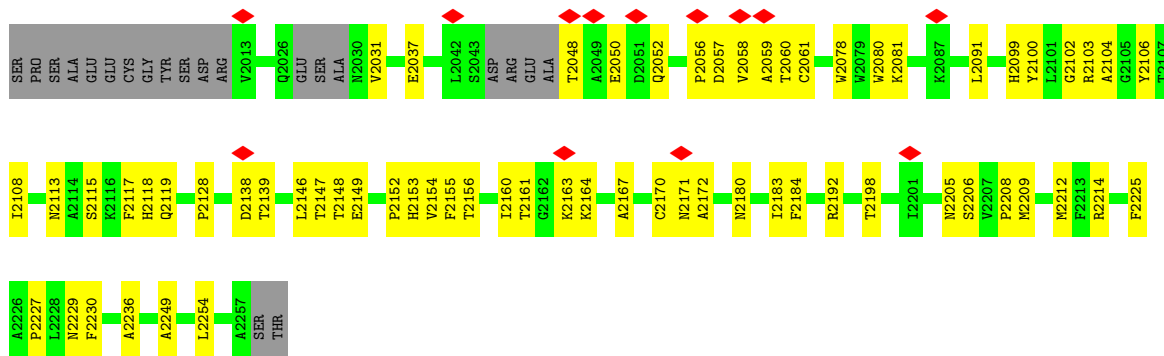 SER PRO SER ALA GLU GLU CYS GLY TYR SER ASP ARG V2013 Q2026 GLU SER ALA N2030 V2031 E2037 L2042 S2043 ASP ARG GLU ALA T2048 A2049 E2050 D2051 Q2052 P2056 D2057 V2058 A2059 T2060 C2061 W2078 W2079 W2080 K2081 K2087 L2091 H2099 Y2100 L2101 G2102 R2103 A2104 G2105 Y2106 T2107
I2108 N2113 A2114 S2115 K2116 F2117 H2118 Q2119 P2128 D2138 T2139 L2146 T2147 T2148 E2149 P2152 H2153 V2154 F2155 T2156 I2160 T2161 G2162 K2163 K2164 A2167 C2170 N2171 A2172 N2180 I2183 F2184 R2192 T2198 I2201 N2205 S2206 V2207 P2208 M2209 M2212 F2213 R2214 F2225
A2226 P2227 L2228 N2229 F2230 A2236 A2249 L2254 A2257 SER THR